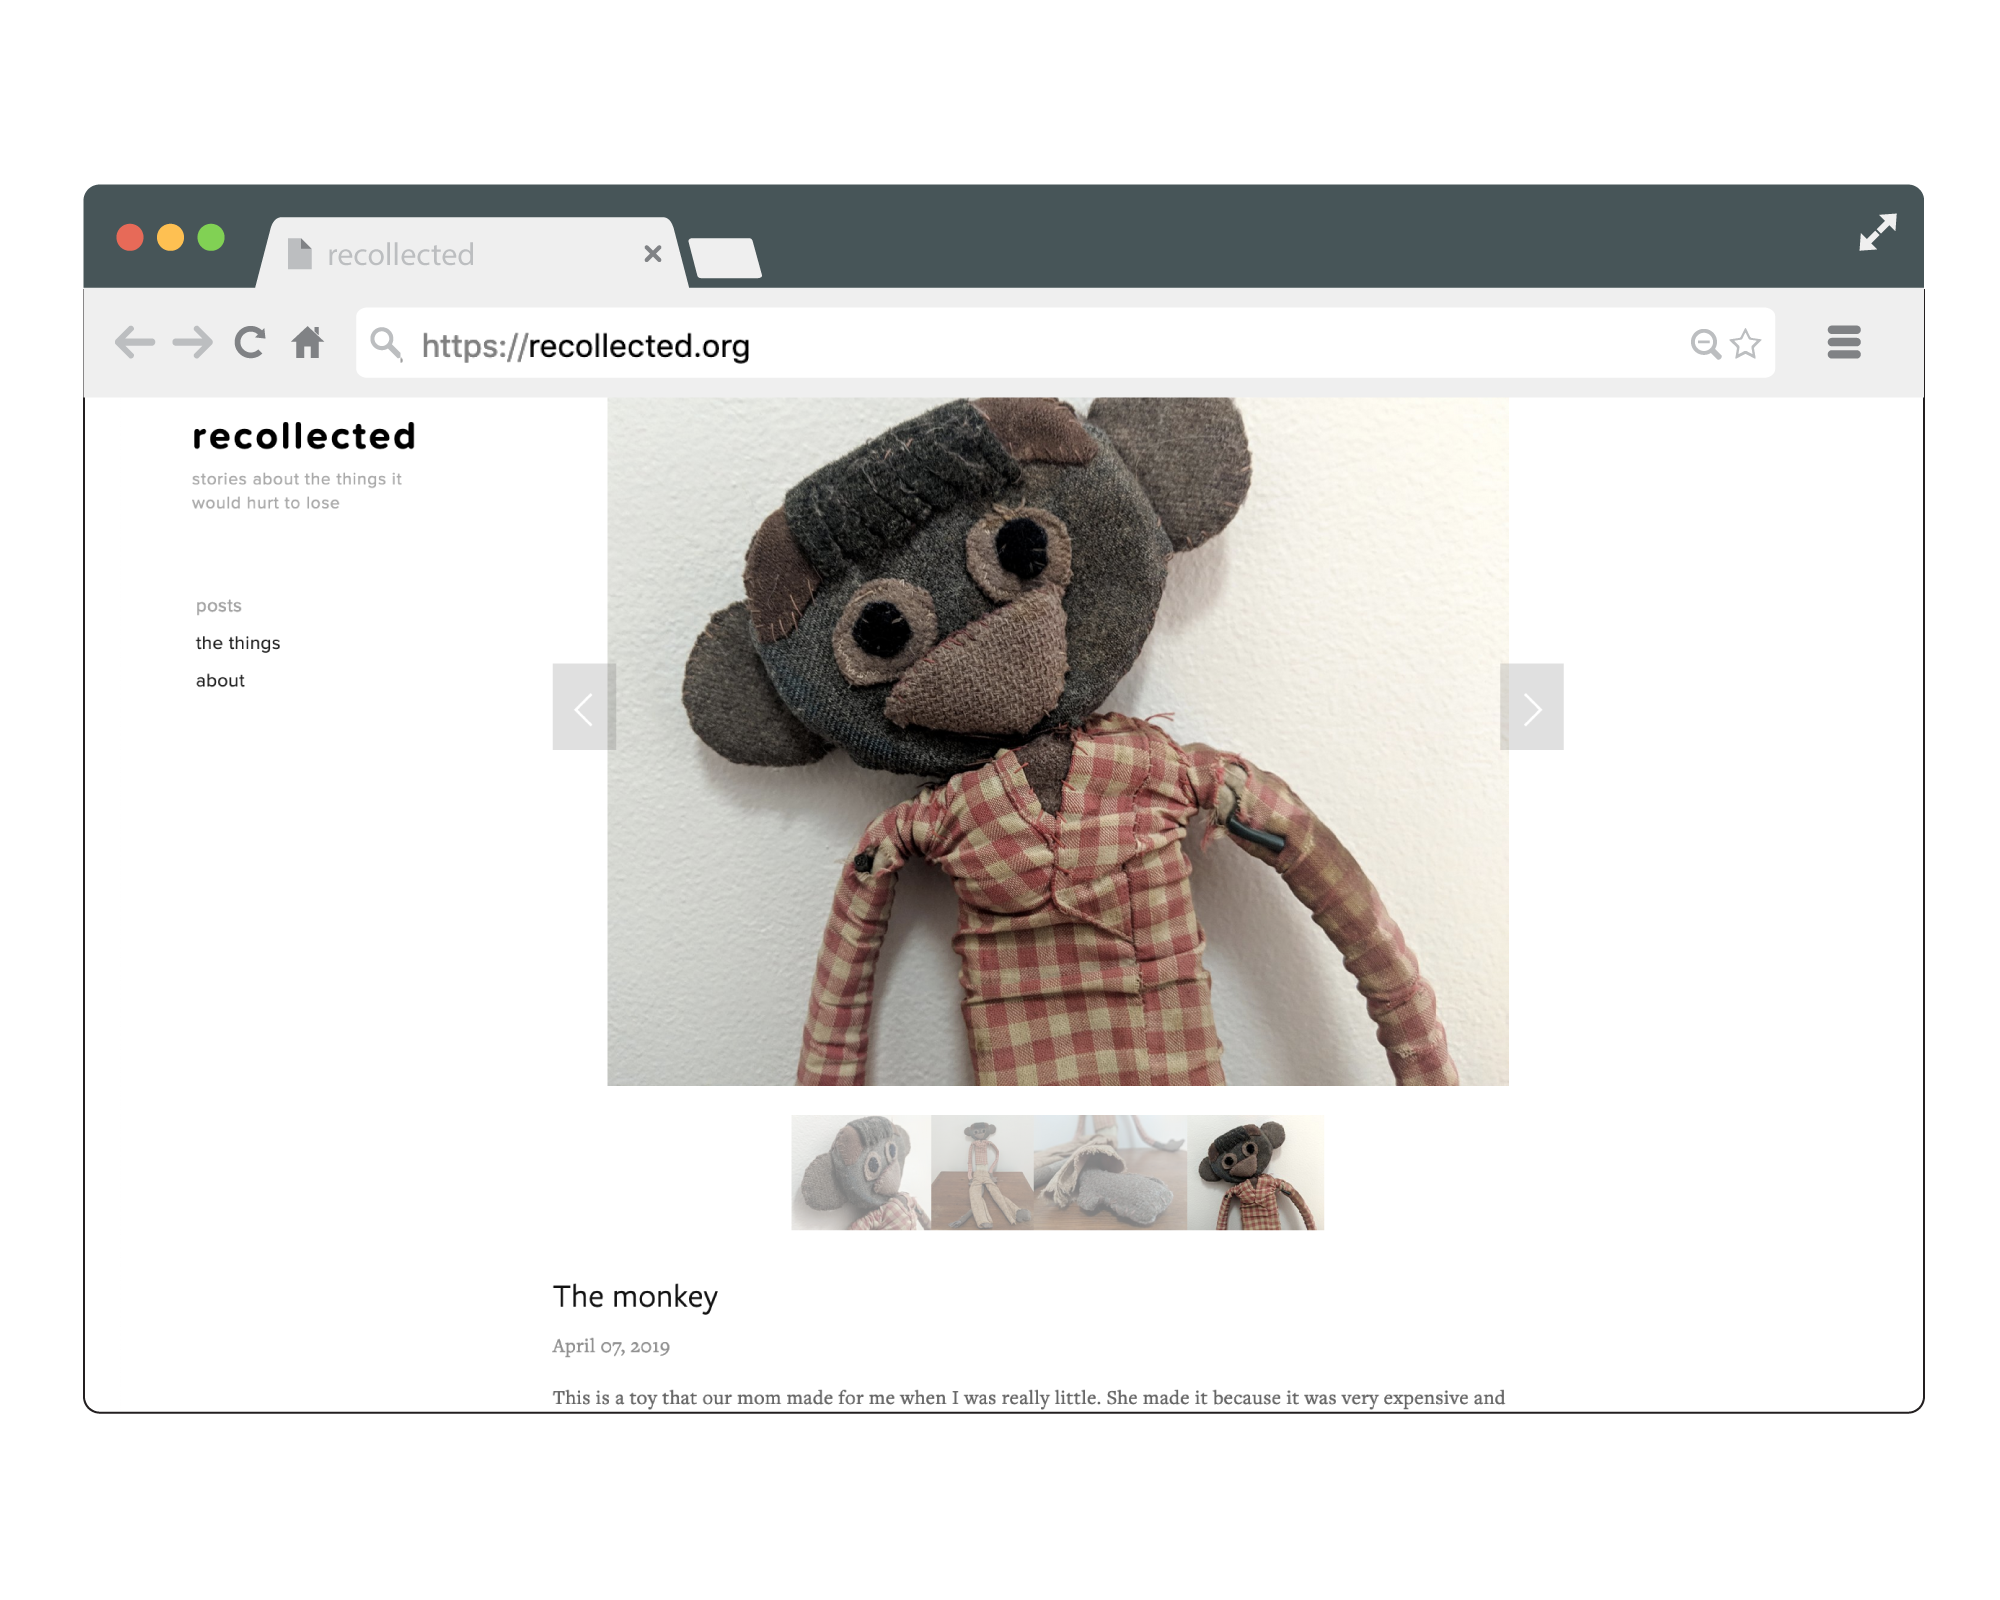 recollected
https://recollected.org
recollected
stories about the things it
would hurt to lose
posts
the things
about
The monkey
April 07, 2019
This is a toy that our mom made for me when I was really little. She made it because it was very expensive and